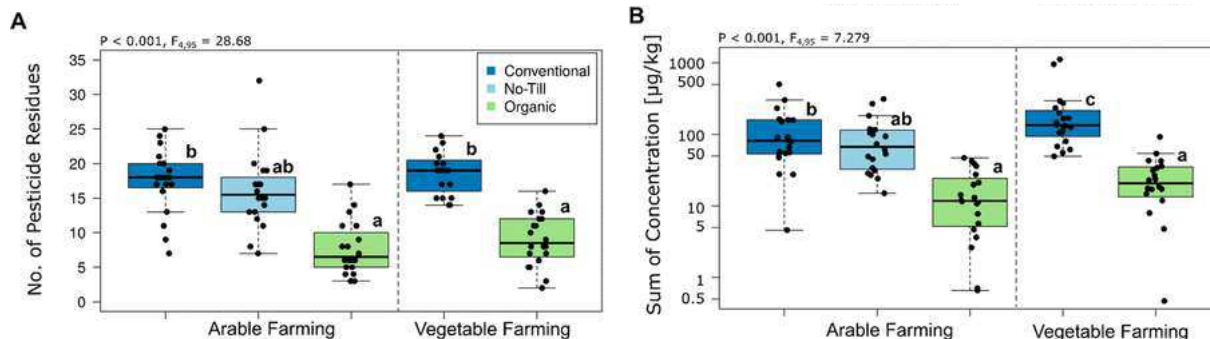 A
P < 0.001, F4,95 = 28.68
No. of Pesticide Residues
35
30
25
20
15
10
5
0
Conventional
No-Till
Organic
b
ab
a
b
a
Arable Farming
Vegetable Farming
B
P < 0.001, F4,95 = 7.279
Sum of Concentration [µg/kg]
1000
500
100
50
10
5
1
0.5
b
ab
a
c
a
Arable Farming
Vegetable Farming